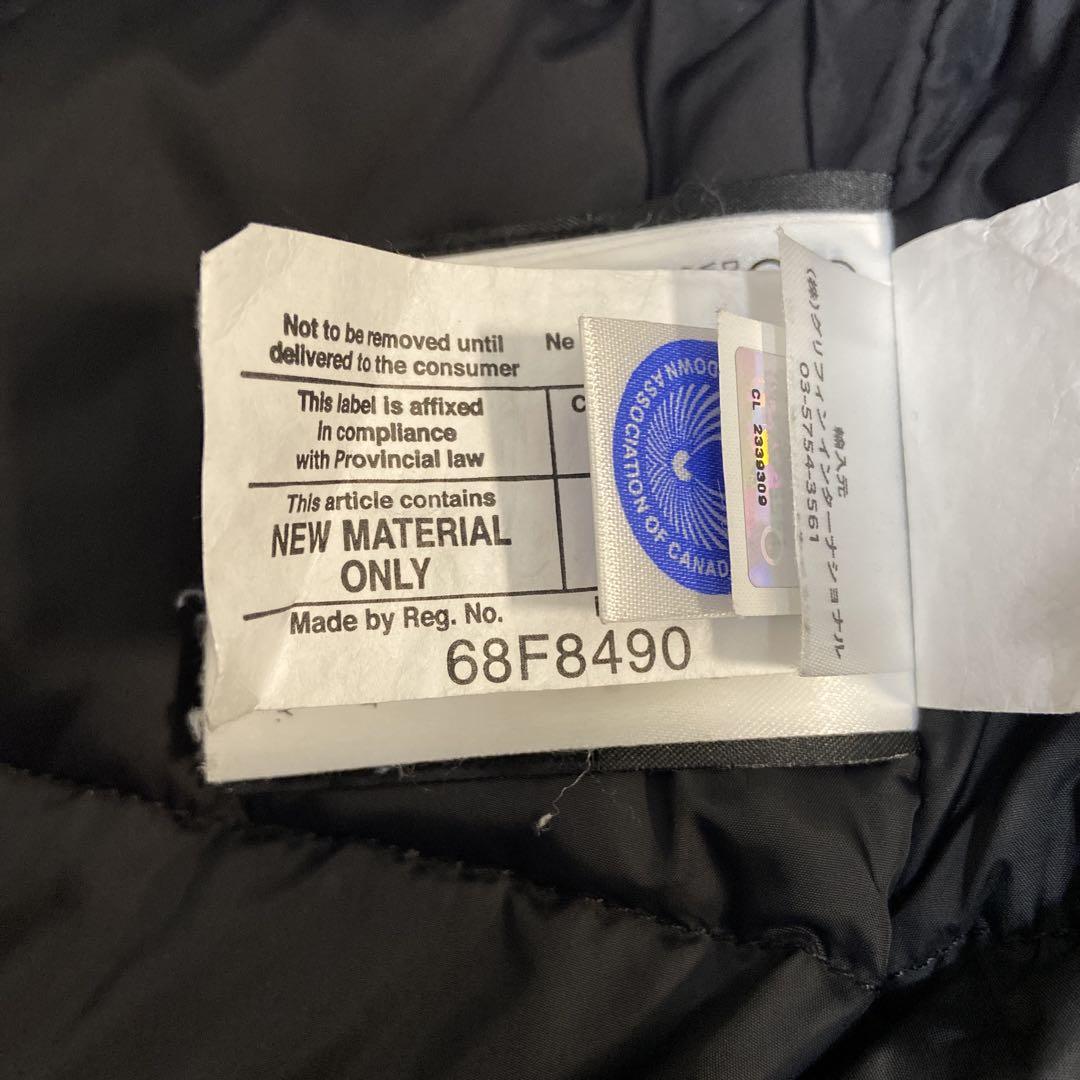 Not to be removed until
delivered to the consumer
Ne
This label is affixed
in compliance
with Provincial law
C
This article contains
NEW MATERIAL
ONLY
Made by Reg. No.
68F8490
DOWN ASSOCIATION OF CANAD
CL 2339309
輸入元
(株)グリフィンインターナショナル
03-5754-3561